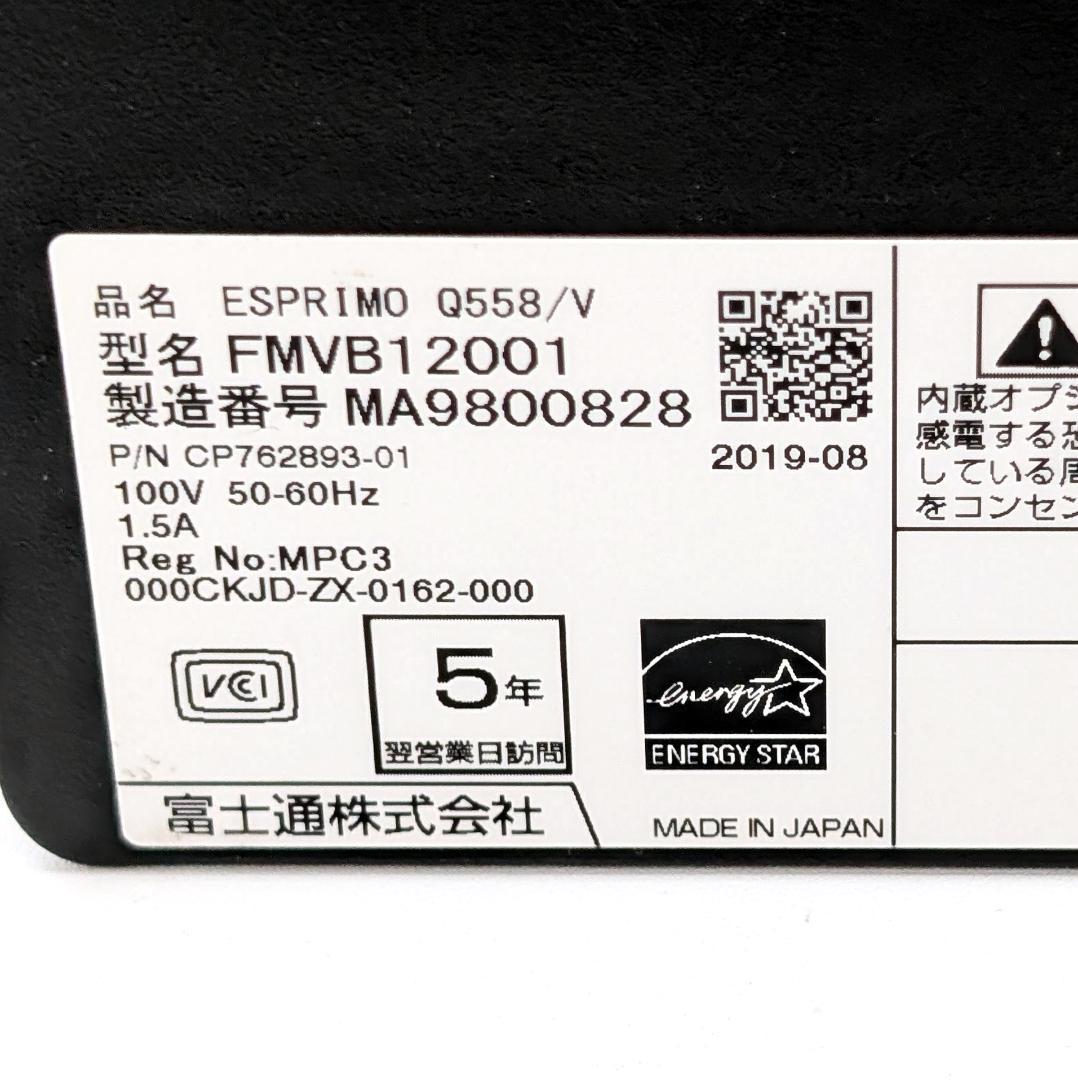 品名 ESPRIMO Q558/V
型名 FMVB12001
製造番号 MA9800828
P/N CP762893-01
2019-08
100V 50-60Hz
1.5A
Reg No:MPC3
000CKJD-ZX-0162-000
VCCI
5年
翌営業日訪問
energy
ENERGY STAR
富士通株式会社
MADE IN JAPAN
!
内蔵オプシ
感電する恐
している周
をコンセン